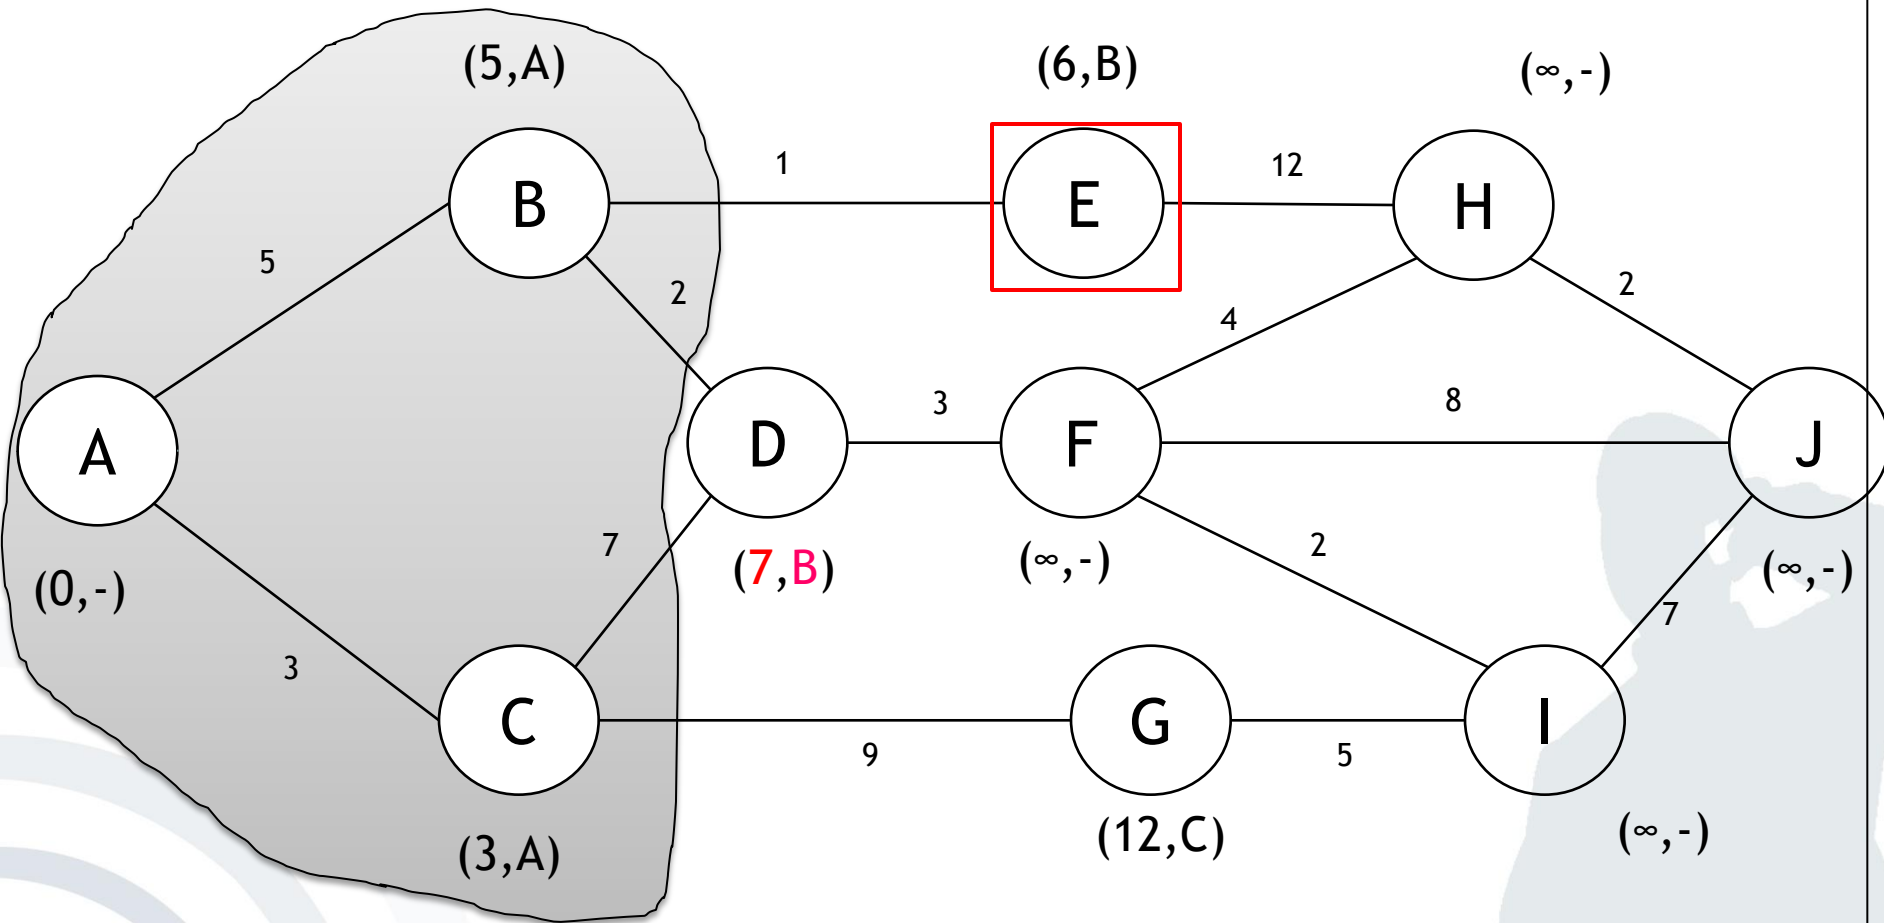 (5,A)
(6,B)
(∞,-)
1
12
B
E
H
5
2
2
4
3
8
A
D
F
J
7
(7,B)
(∞,-)
2
(∞,-)
(0,-)
7
3
C
G
I
9
5
(3,A)
(12,C)
(∞,-)